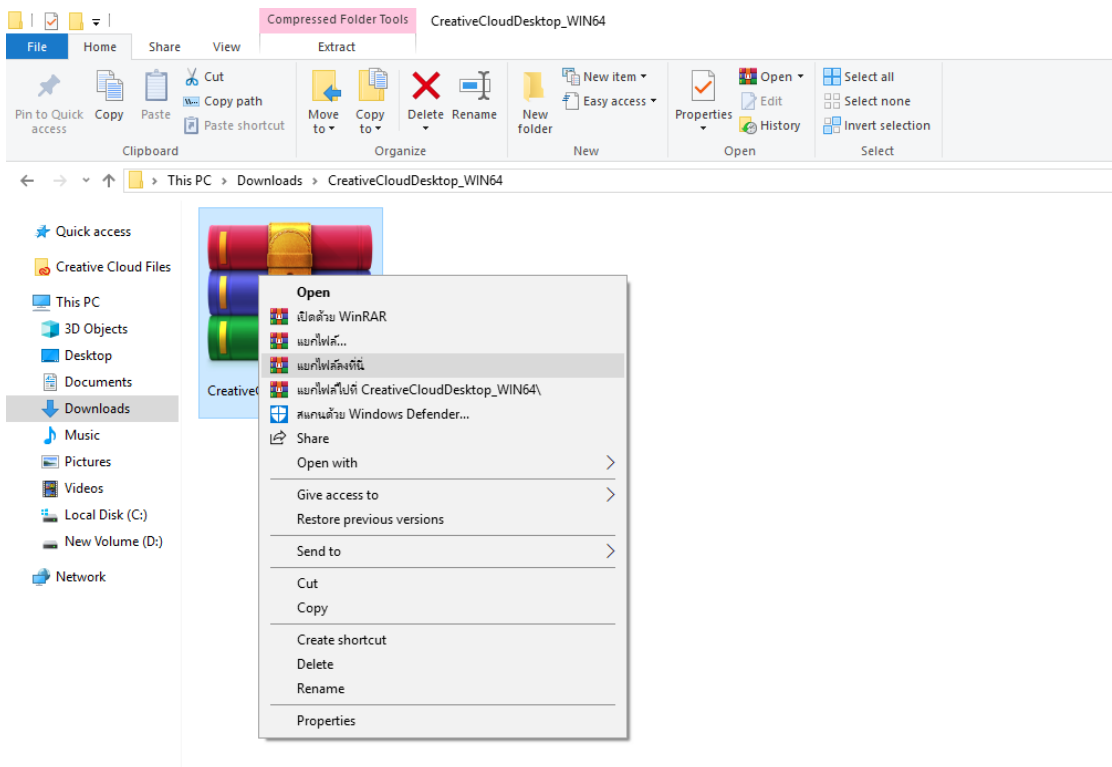 Compressed Folder Tools
CreativeCloudDesktop_WIN64
File
Home
Share
View
Extract
Pin to Quick access
Copy
Paste
Cut
Copy path
Paste shortcut
Clipboard
Move to
Copy to
Delete
Rename
Organize
New folder
New item
Easy access
New
Properties
Open
Edit
History
Open
Select all
Select none
Invert selection
Select
This PC
Downloads
CreativeCloudDesktop_WIN64
Quick access
Creative Cloud Files
This PC
3D Objects
Desktop
Documents
Downloads
Music
Pictures
Videos
Local Disk (C:)
New Volume (D:)
Network
Open
เปิดด้วย WinRAR
แยกไฟล์...
แยกไฟล์ลงที่นี่
แยกไฟล์ไปที่ CreativeCloudDesktop_WIN64\
สแกนด้วย Windows Defender...
Share
Open with
Give access to
Restore previous versions
Send to
Cut
Copy
Create shortcut
Delete
Rename
Properties